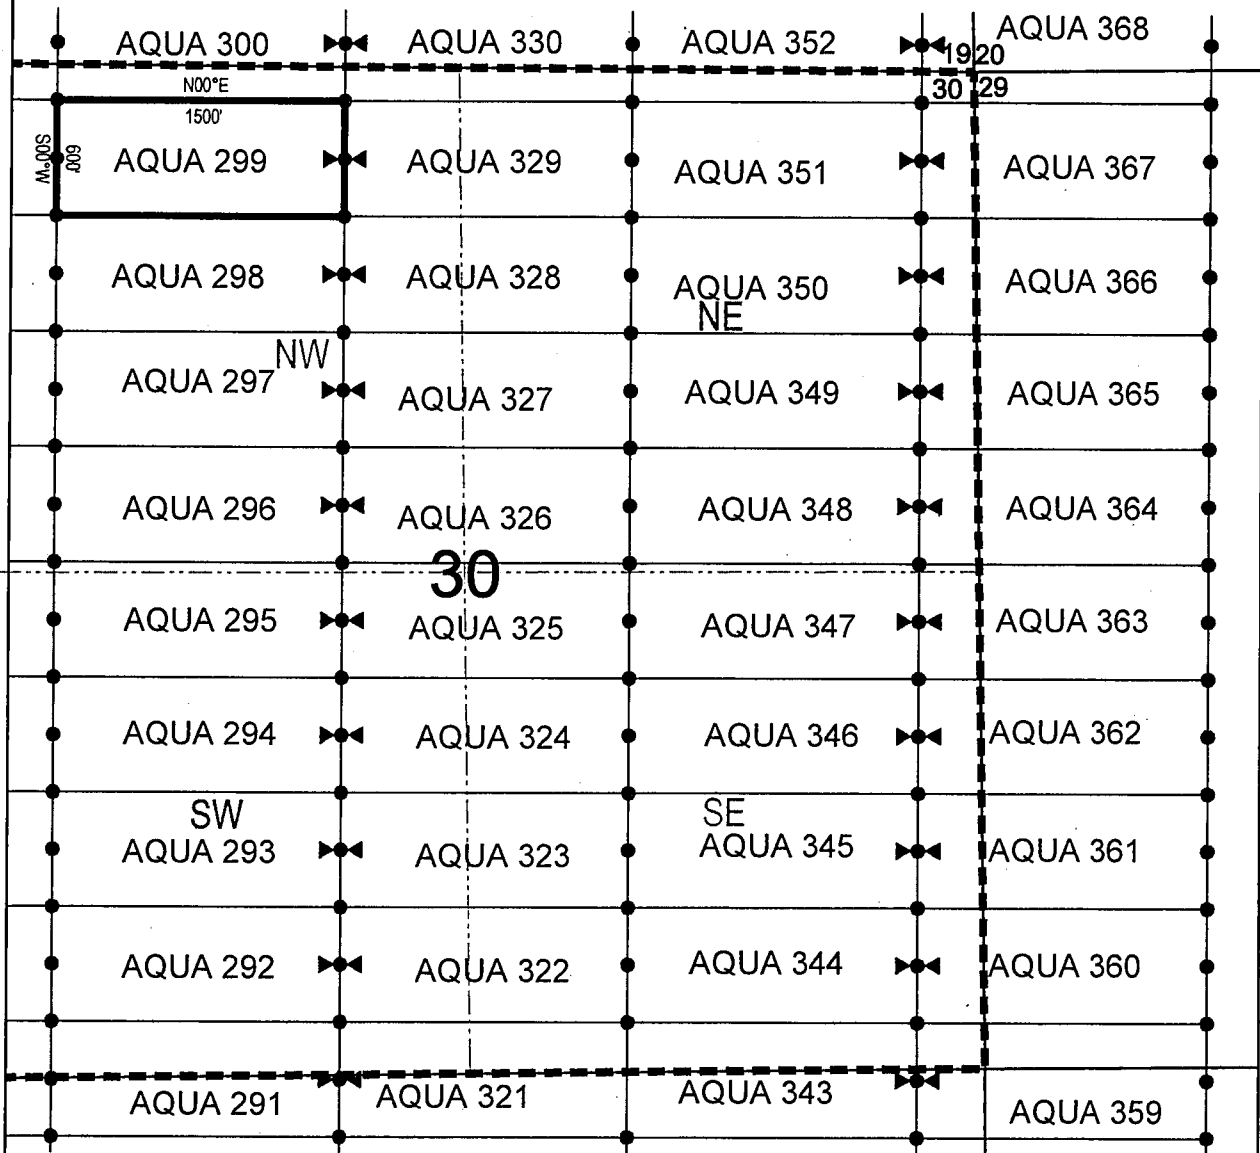 AQUA 300 AQUA 330 AQUA 352 AQUA 368
19 20
N00°E 30 29
1500'
S00°W 600' AQUA 299 AQUA 329 AQUA 351 AQUA 367
AQUA 298 AQUA 328 AQUA 350 AQUA 366
NE
NW
AQUA 297 AQUA 327 AQUA 349 AQUA 365
AQUA 296 AQUA 326 AQUA 348 AQUA 364
30
AQUA 295 AQUA 325 AQUA 347 AQUA 363
AQUA 294 AQUA 324 AQUA 346 AQUA 362
SW SE
AQUA 293 AQUA 323 AQUA 345 AQUA 361
AQUA 292 AQUA 322 AQUA 344 AQUA 360
AQUA 291 AQUA 321 AQUA 343 AQUA 359